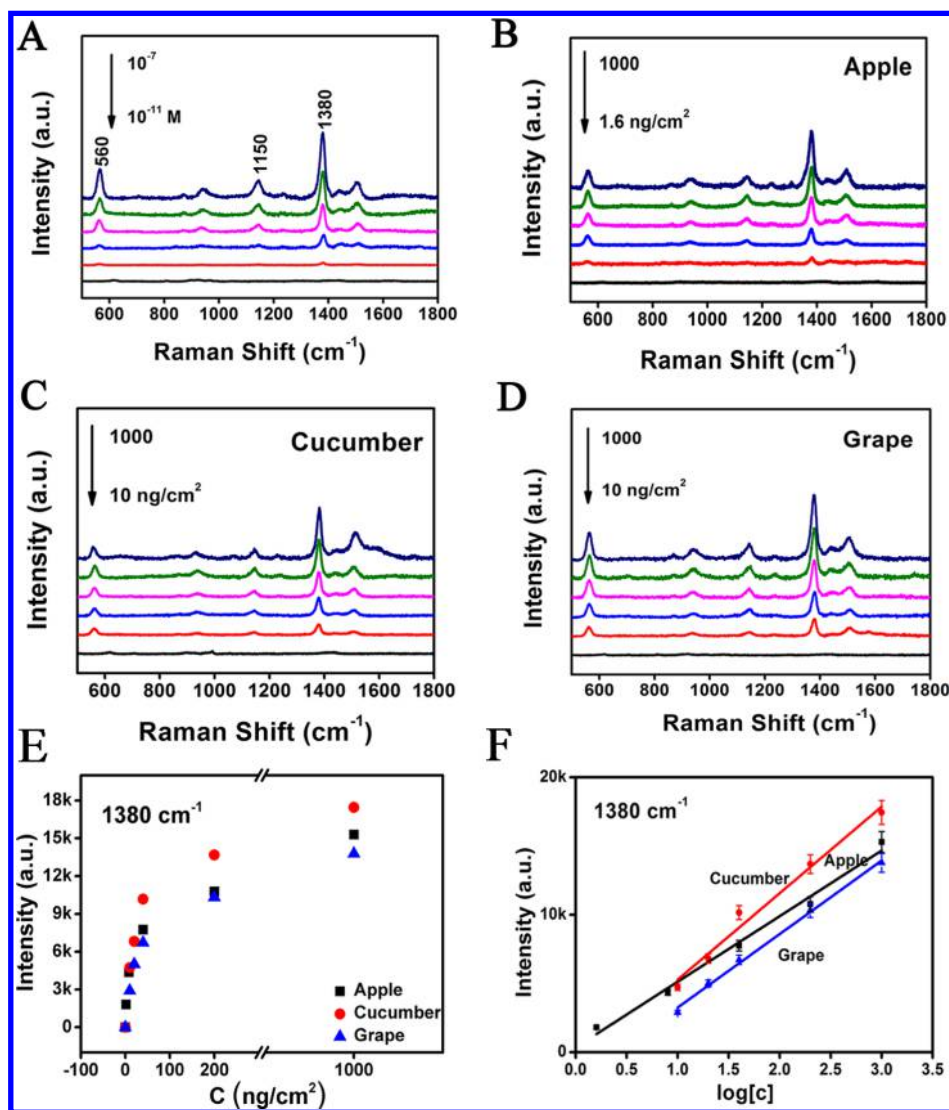 A
10⁻⁷
10⁻¹¹ M
560
1150
1380
Intensity (a.u.)
600 800 1000 1200 1400 1600 1800
Raman Shift (cm⁻¹)
B
1000
1.6 ng/cm²
Apple
Intensity (a.u.)
600 800 1000 1200 1400 1600 1800
Raman Shift (cm⁻¹)
C
1000
10 ng/cm²
Cucumber
Intensity (a.u.)
600 800 1000 1200 1400 1600 1800
Raman Shift (cm⁻¹)
D
1000
10 ng/cm²
Grape
Intensity (a.u.)
600 800 1000 1200 1400 1600 1800
Raman Shift (cm⁻¹)
E
1380 cm⁻¹
18k
15k
12k
9k
6k
3k
0
Intensity (a.u.)
Apple
Cucumber
Grape
-100 0 100 200 1000
C (ng/cm²)
F
1380 cm⁻¹
20k
10k
0
Intensity (a.u.)
Cucumber
Apple
Grape
0.0 0.5 1.0 1.5 2.0 2.5 3.0 3.5
log[c]